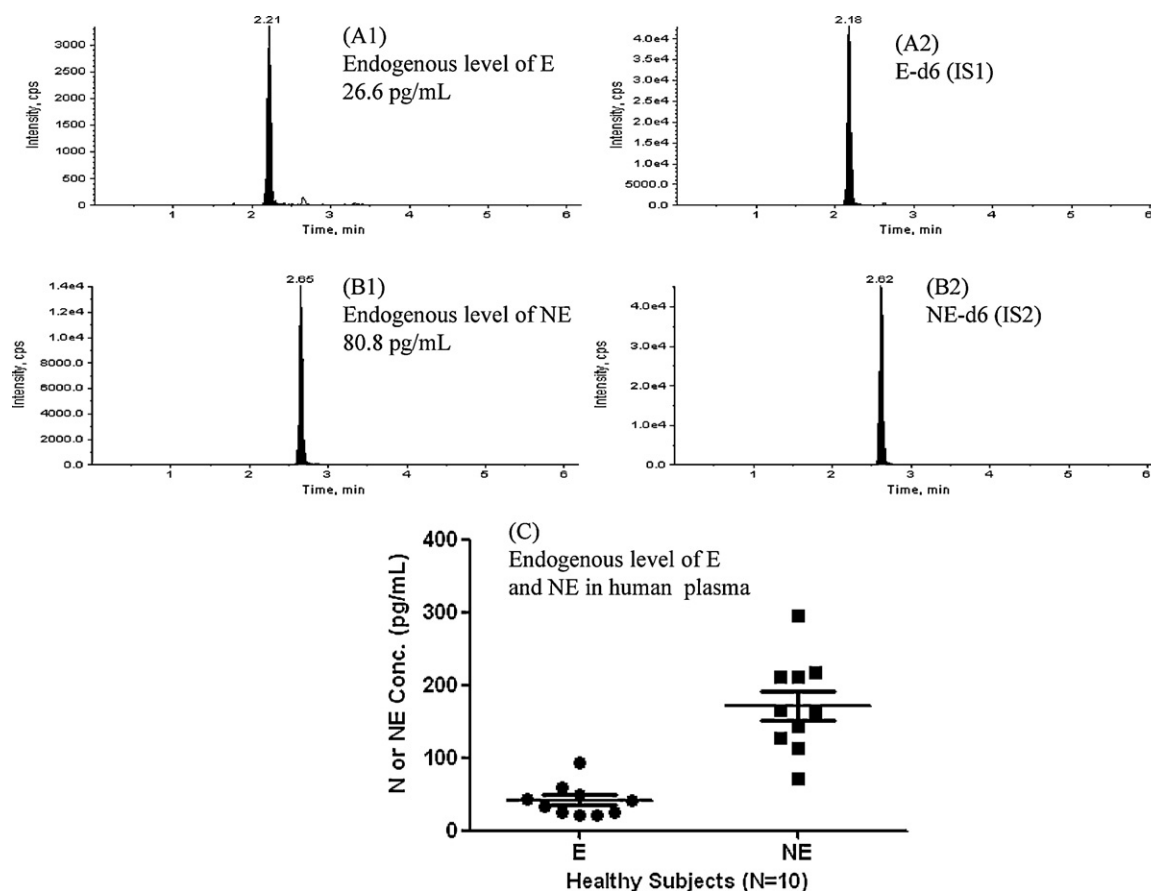 2.21
(A1)
Endogenous level of E
26.6 pg/mL
Intensity, cps
3000
2500
2000
1500
1000
500
0
1 2 3 4 5 6
Time, min
2.18
(A2)
E-d6 (IS1)
Intensity, cps
4.0e4
3.5e4
3.0e4
2.5e4
2.0e4
1.5e4
1.0e4
5000.0
0.0
1 2 3 4 5 6
Time, min
2.65
(B1)
Endogenous level of NE
80.8 pg/mL
Intensity, cps
1.4e4
1.2e4
1.0e4
8000.0
6000.0
4000.0
2000.0
0.0
1 2 3 4 5 6
Time, min
2.62
(B2)
NE-d6 (IS2)
Intensity, cps
4.0e4
3.0e4
2.0e4
1.0e4
0.0
1 2 3 4 5 6
Time, min
(C)
Endogenous level of E
and NE in human plasma
N or NE Conc. (pg/mL)
400
300
200
100
0
E NE
Healthy Subjects (N=10)